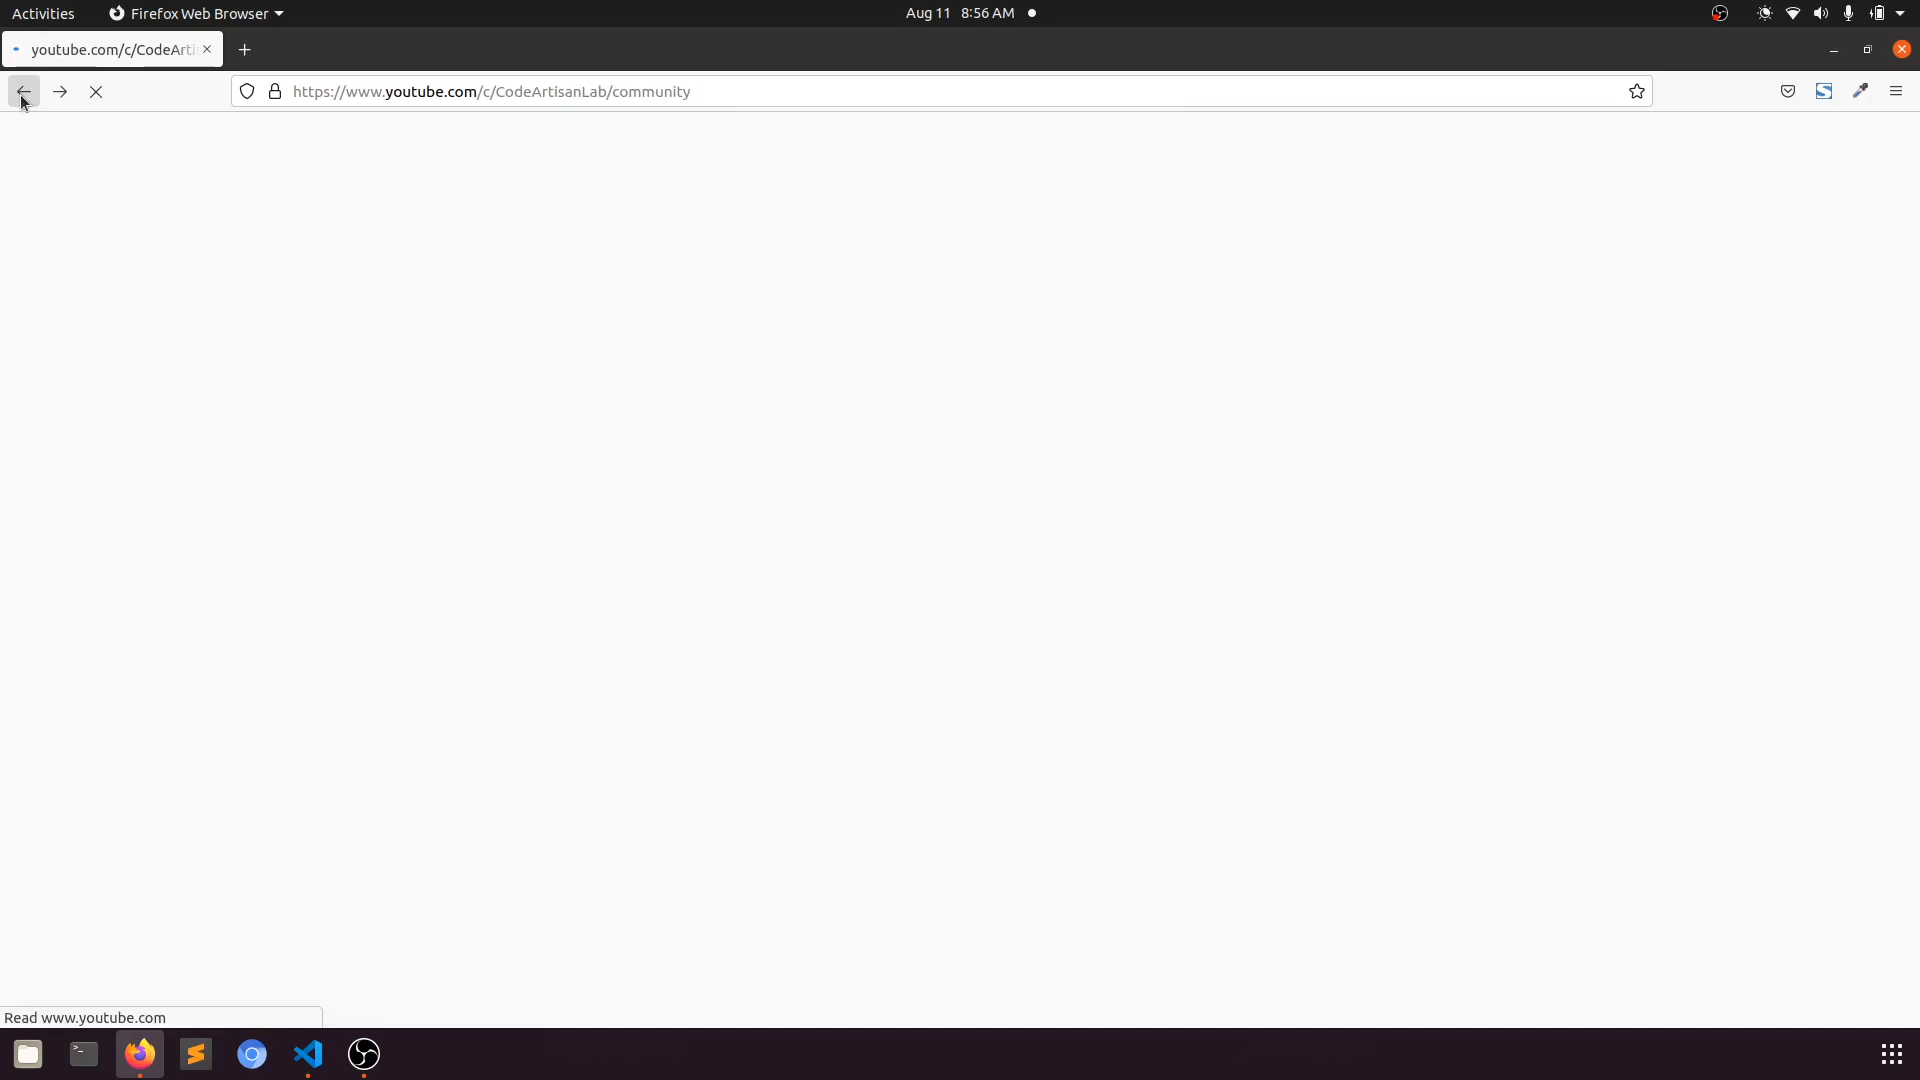 Activities
Firefox Web Browser
Aug 11 8:56 AM
youtube.com/c/CodeArti
https://www.youtube.com/c/CodeArtisanLab/community
Read www.youtube.com